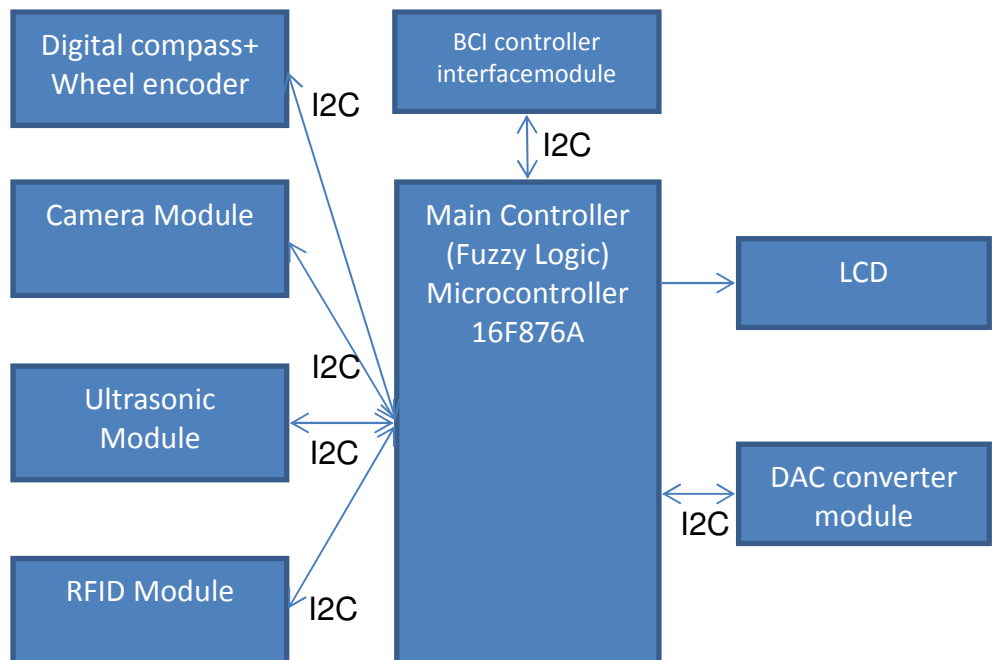 Digital compass+
Wheel encoder
I2C
BCI controller
interfacemodule
I2C
Camera Module
I2C
Main Controller
(Fuzzy Logic)
Microcontroller
16F876A
LCD
Ultrasonic
Module
I2C
DAC converter
module
I2C
RFID Module
I2C